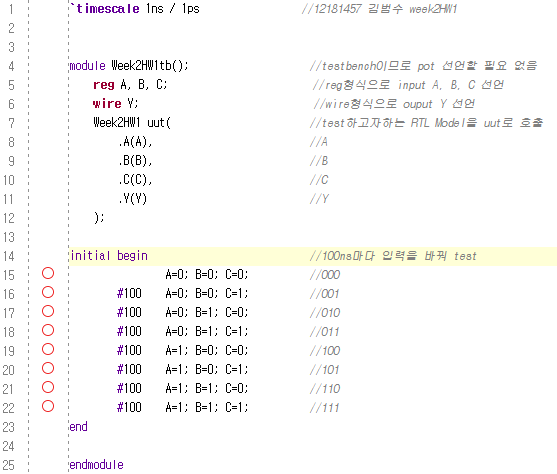 1 `timescale 1ns / 1ps //12181457 김범수 week2HW1
2
3
4 module Week2HW1tb(); //testbench이므로 pot 선언할 필요 없음
5 reg A, B, C; //reg형식으로 input A, B, C 선언
6 wire Y; //wire형식으로 ouput Y 선언
7 Week2HW1 uut( //test하고자하는 RTL Model을 uut로 호출
8 .A(A), //A
9 .B(B), //B
10 .C(C), //C
11 .Y(Y) //Y
12 );
13
14 initial begin //100ns마다 입력을 바꿔 test
15 A=0; B=0; C=0; //000
16 #100 A=0; B=0; C=1; //001
17 #100 A=0; B=1; C=0; //010
18 #100 A=0; B=1; C=1; //011
19 #100 A=1; B=0; C=0; //100
20 #100 A=1; B=0; C=1; //101
21 #100 A=1; B=1; C=0; //110
22 #100 A=1; B=1; C=1; //111
23 end
24
25 endmodule